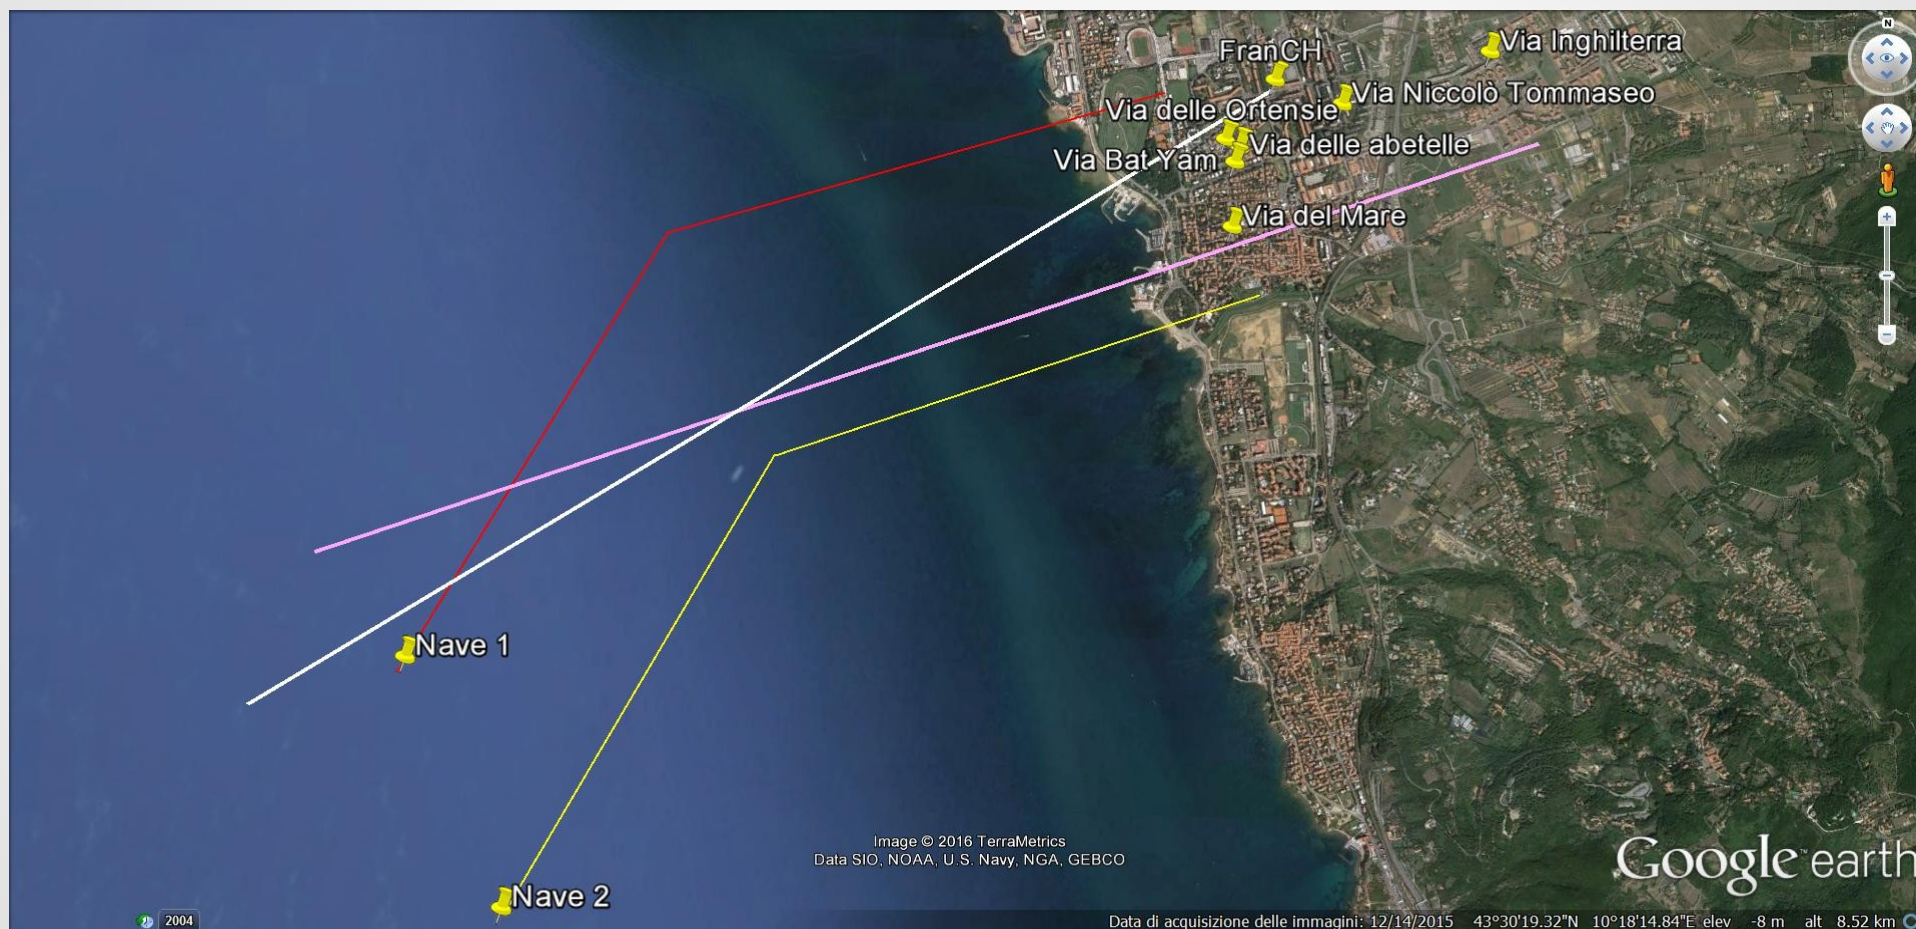 N
FranCH
Via Inghilterra
Via Niccolò Tommaseo
Via delle Ortensie
Via delle abetelle
Via Bat Yam
Via del Mare
Nave 1
Nave 2
Image © 2016 TerraMetrics
Data SIO, NOAA, U.S. Navy, NGA, GEBCO
Google earth
2004
Data di acquisizione delle immagini: 12/14/2015 43°30'19.32"N 10°18'14.84"E elev -8 m alt 8.52 km